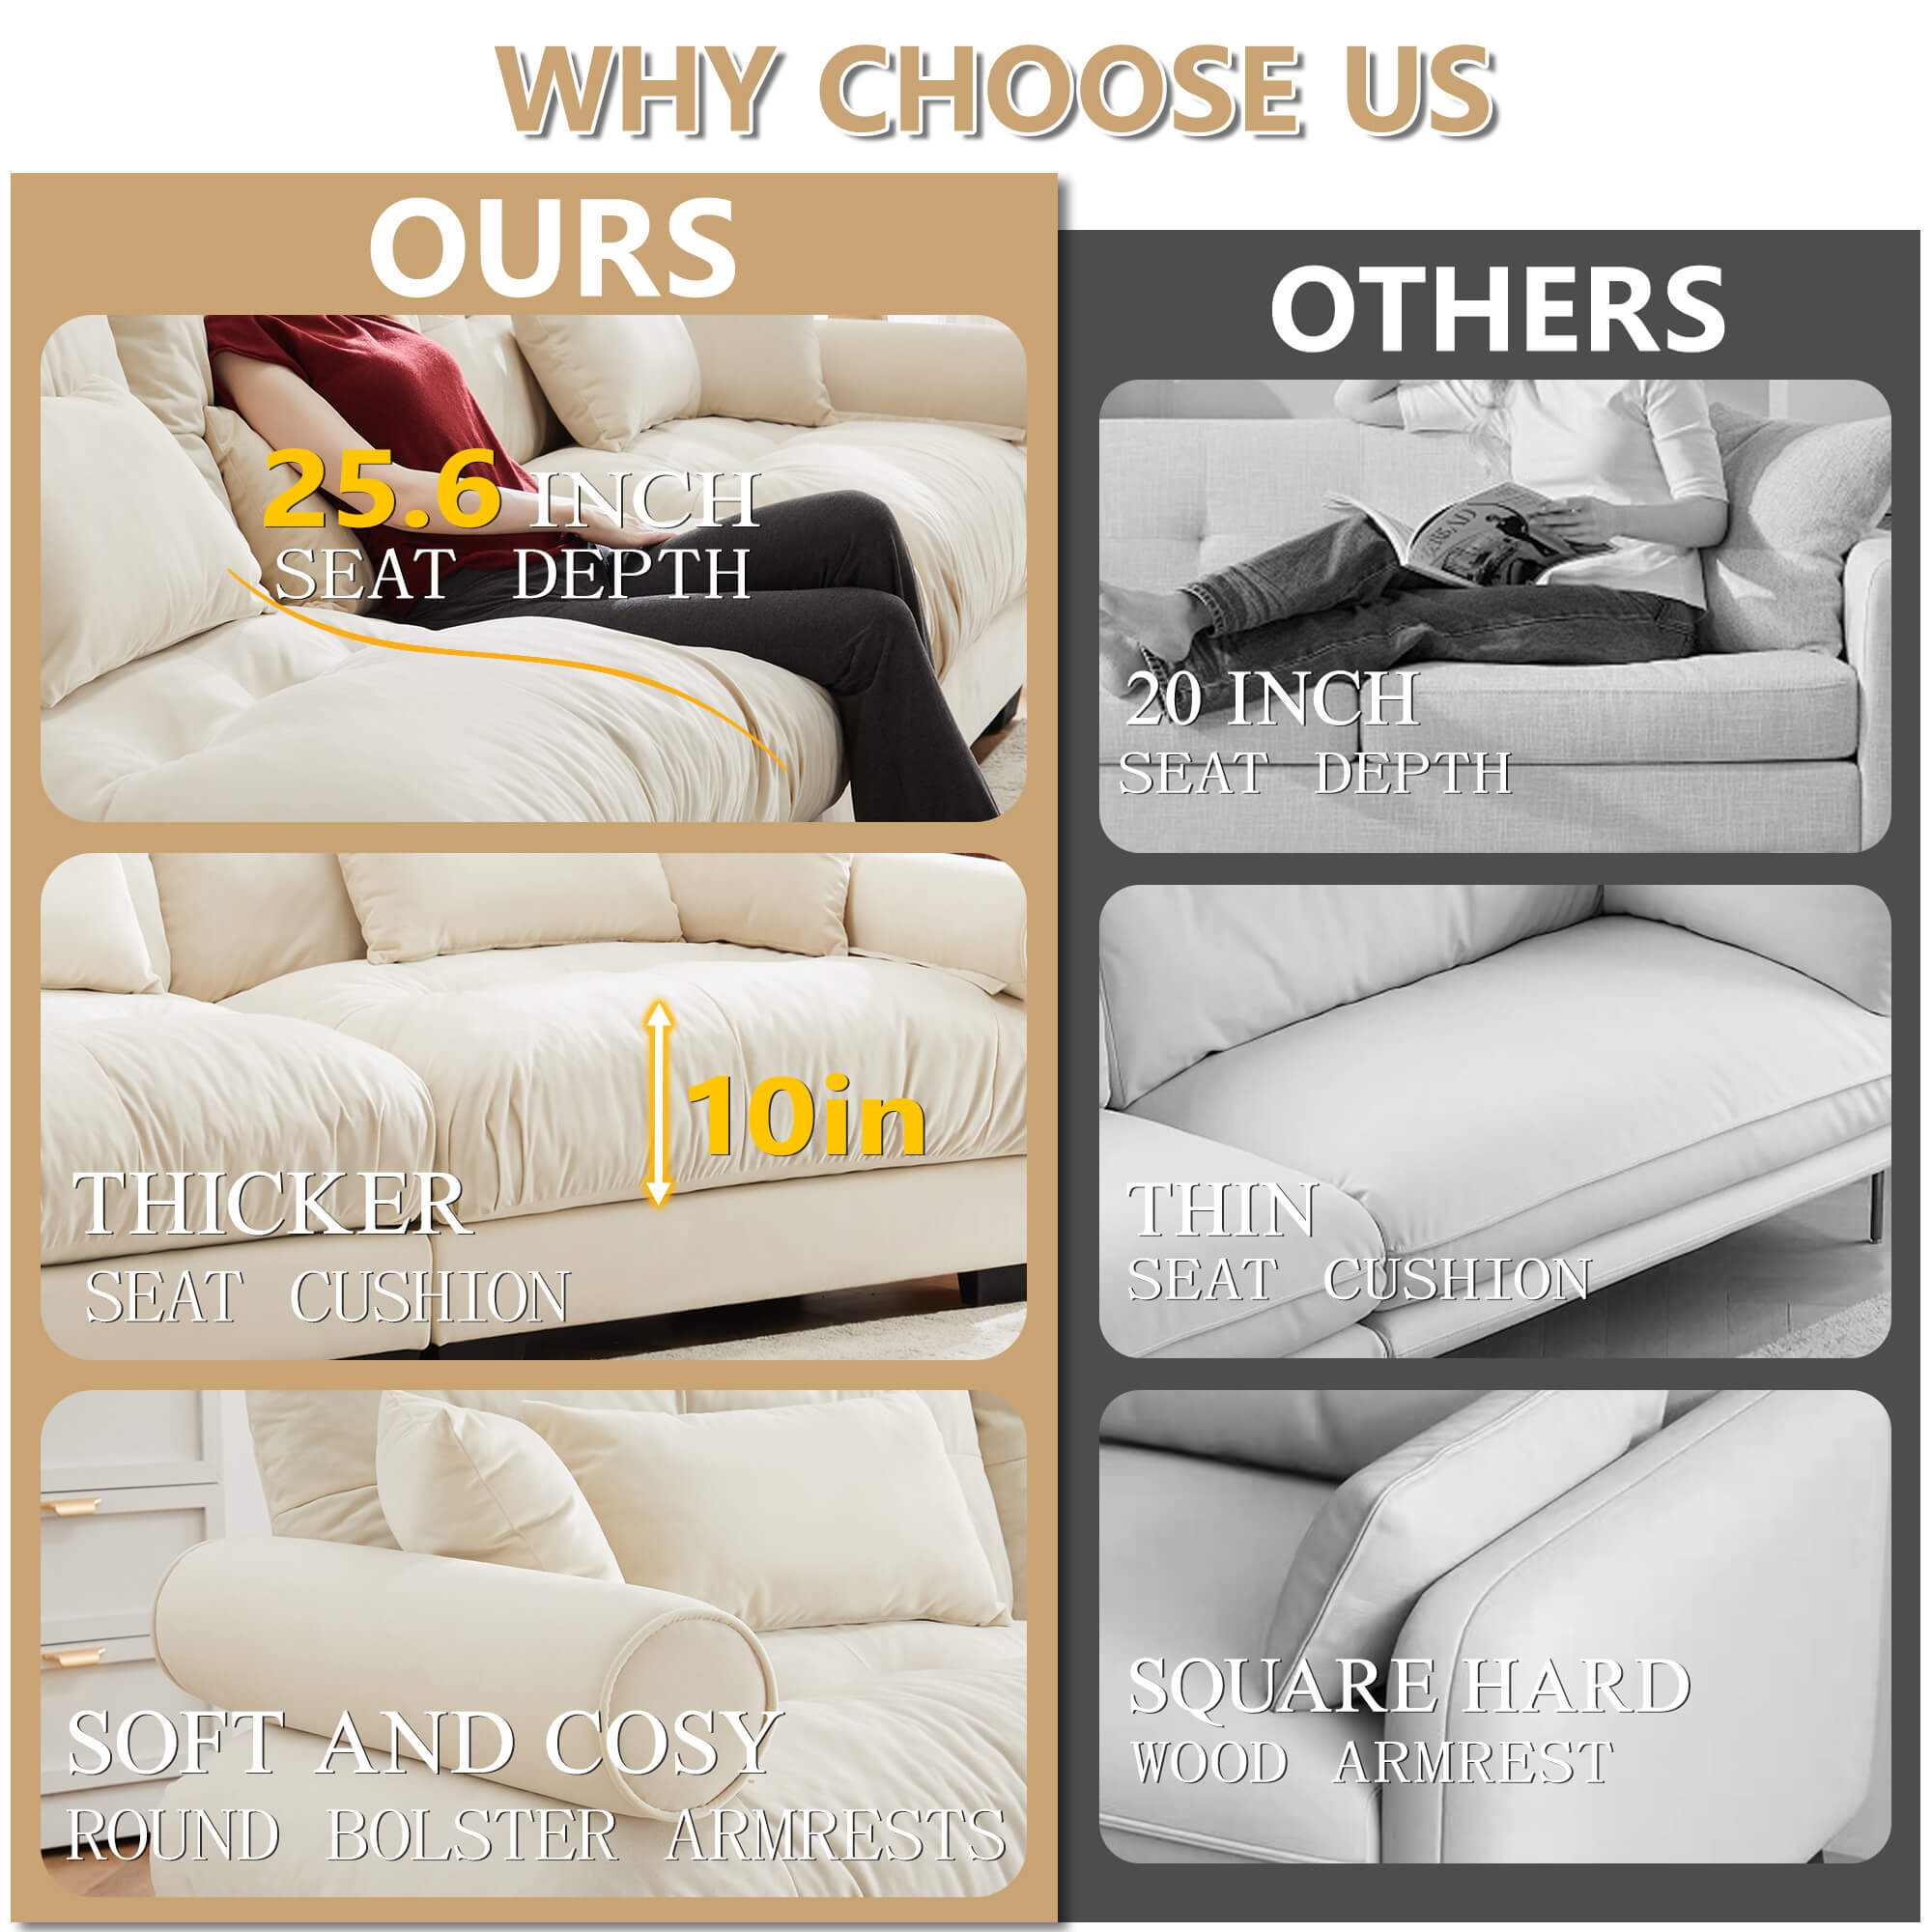 WHY CHOOSE US
OURS
25.6 INCH
SEAT DEPTH
THICKER
SEAT CUSHION
10in
SOFT AND COSY
ROUND BOLSTER ARMRESTS
OTHERS
20 INCH
SEAT DEPTH
THIN
SEAT CUSHION
SQUARE HARD
WOOD ARMREST